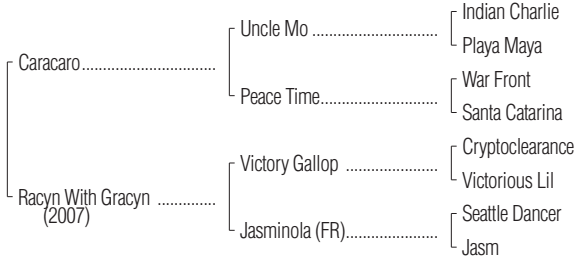 Indian Charlie
Uncle Mo ..............................
Playa Maya
Caracaro................................
War Front
Peace Time............................
Santa Catarina
Cryptoclearance
Victory Gallop ......................
Victorious Lil
Racyn With Gracyn ..............
(2007)
Seattle Dancer
Jasminola (FR)......................
Jasm